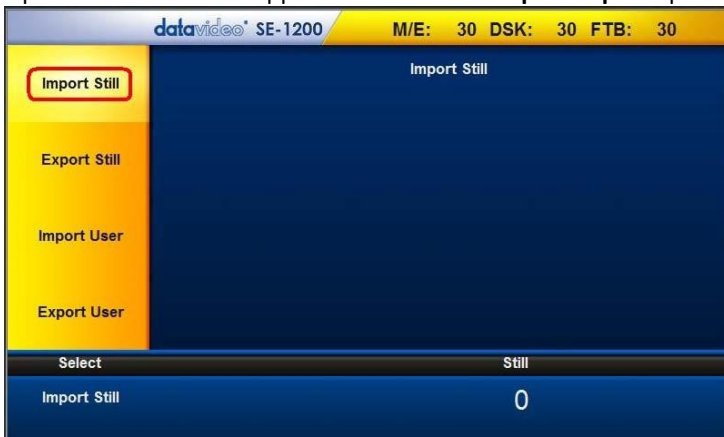 datavideo SE-1200 M/E: 30 DSK: 30 FTB: 30
Import Still
Import Still
Export Still
Import User
Export User
Select Still
Import Still 0